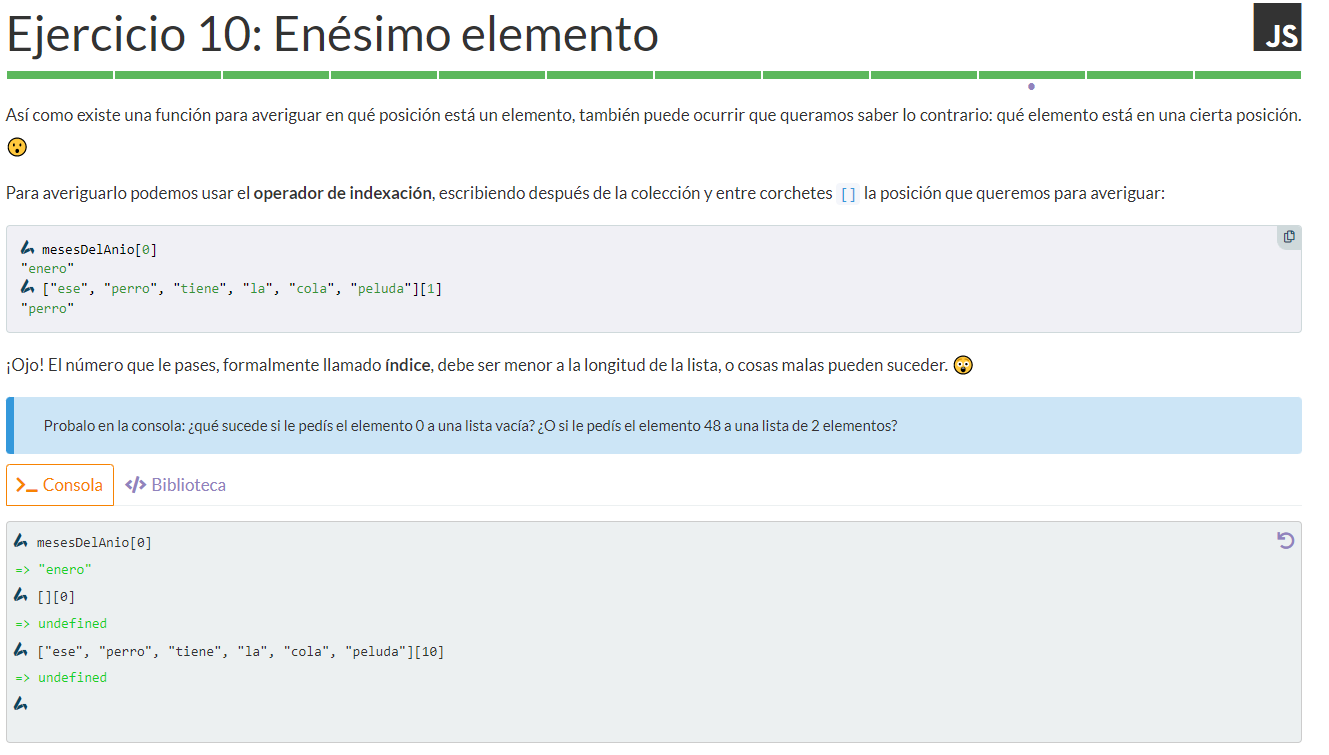 Ejercicio 10: Enésimo elemento
JS
Así como existe una función para averiguar en qué posición está un elemento, también puede ocurrir que queramos saber lo contrario: qué elemento está en una cierta posición.
😮
Para averiguarlo podemos usar el operador de indexación, escribiendo después de la colección y entre corchetes [] la posición que queremos para averiguar:
mesesDelAnio[0]
"enero"
["ese", "perro", "tiene", "la", "cola", "peluda"][1]
"perro"
¡Ojo! El número que le pases, formalmente llamado índice, debe ser menor a la longitud de la lista, o cosas malas pueden suceder. 😲
Probalo en la consola: ¿qué sucede si le pedís el elemento 0 a una lista vacía? ¿O si le pedís el elemento 48 a una lista de 2 elementos?
>_ Consola </> Biblioteca
mesesDelAnio[0]
=> "enero"
[][0]
=> undefined
["ese", "perro", "tiene", "la", "cola", "peluda"][10]
=> undefined